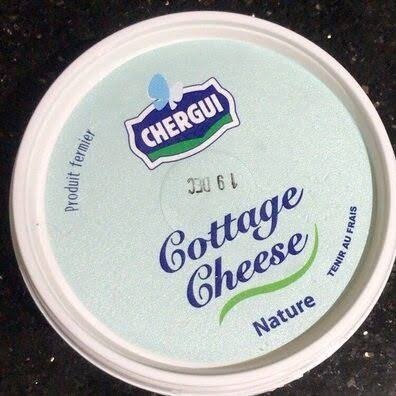 CHERGUI
Produit fermier
19 DEC
Cottage
Cheese
Nature
TENIR AU FRAIS